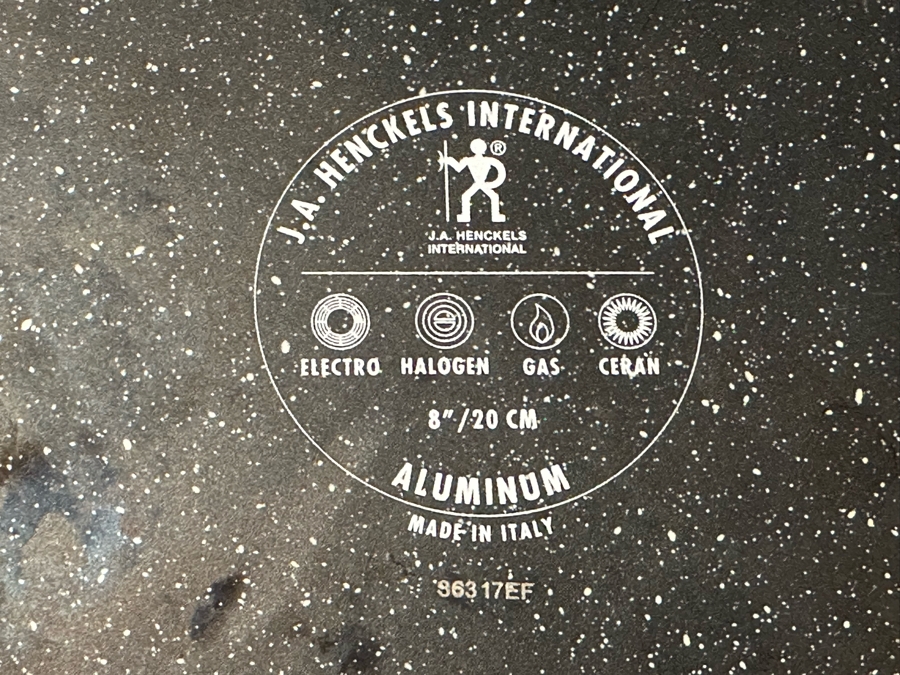 J.A. HENCKELS INTERNATIONAL
®
J.A. HENCKELS
INTERNATIONAL
ELECTRO HALOGEN GAS CERAN
8"/20 CM
ALUMINUM
MADE IN ITALY
S6317EF